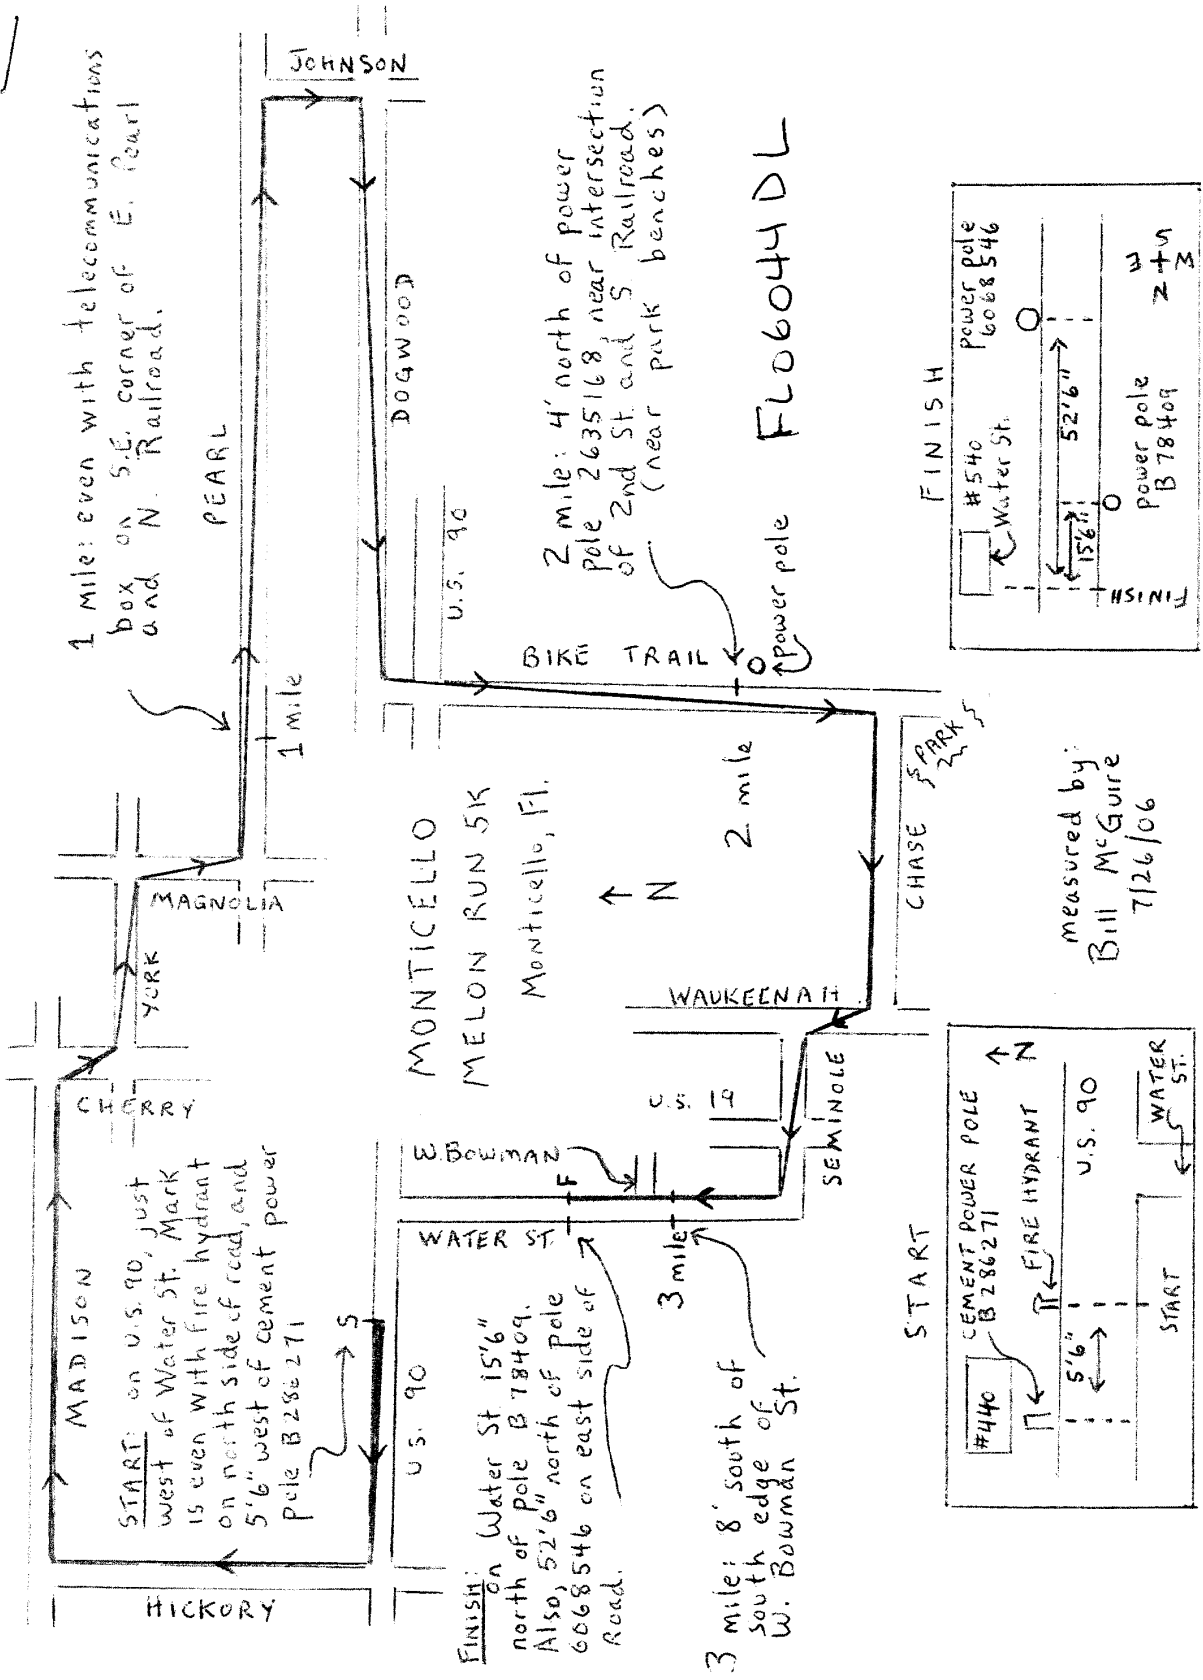 1 mile: even with telecommunications
box on S.E. corner of E. Pearl
and N. Railroad.
JOHNSON
PEARL
DOGWOOD
1 mile
MAGNOLIA
YORK
CHERRY
MADISON
HICKORY
START: on U.S. 90, just
west of Water St. Mark
is even with fire hydrant
on north side of road, and
5'6" west of cement power
pole B286271
S
U.S. 90
MONTICELLO
MELON RUN 5K
Monticello, Fl.
↑
N
U.S. 90
BIKE TRAIL
2 mile: 4' north of power
Pole 2635168, near intersection
of 2nd St. and S Railroad.
(near park benches)
power pole
FL06044DL
2 mile
CHASE
PARK
WAUKEENAH
SEMINOLE
U.S. 19
W. BOWMAN
F
WATER ST.
3 mile
FINISH:
on Water St. 15'6"
north of pole B 78409.
Also, 52'6" north of pole
6068546 on east side of
Road.
3 mile: 8' south of
south edge of
W. Bowman St.
measured by:
Bill McGuire
7/26/06
START
#440
CEMENT POWER POLE
B 286271
FIRE HYDRANT
↑
N
5'6"
U.S. 90
START
WATER
ST.
FINISH
#540
Water St.
power pole
6068546
52'6"
15'6"
FINISH
power pole
B 78409
E
N S
W